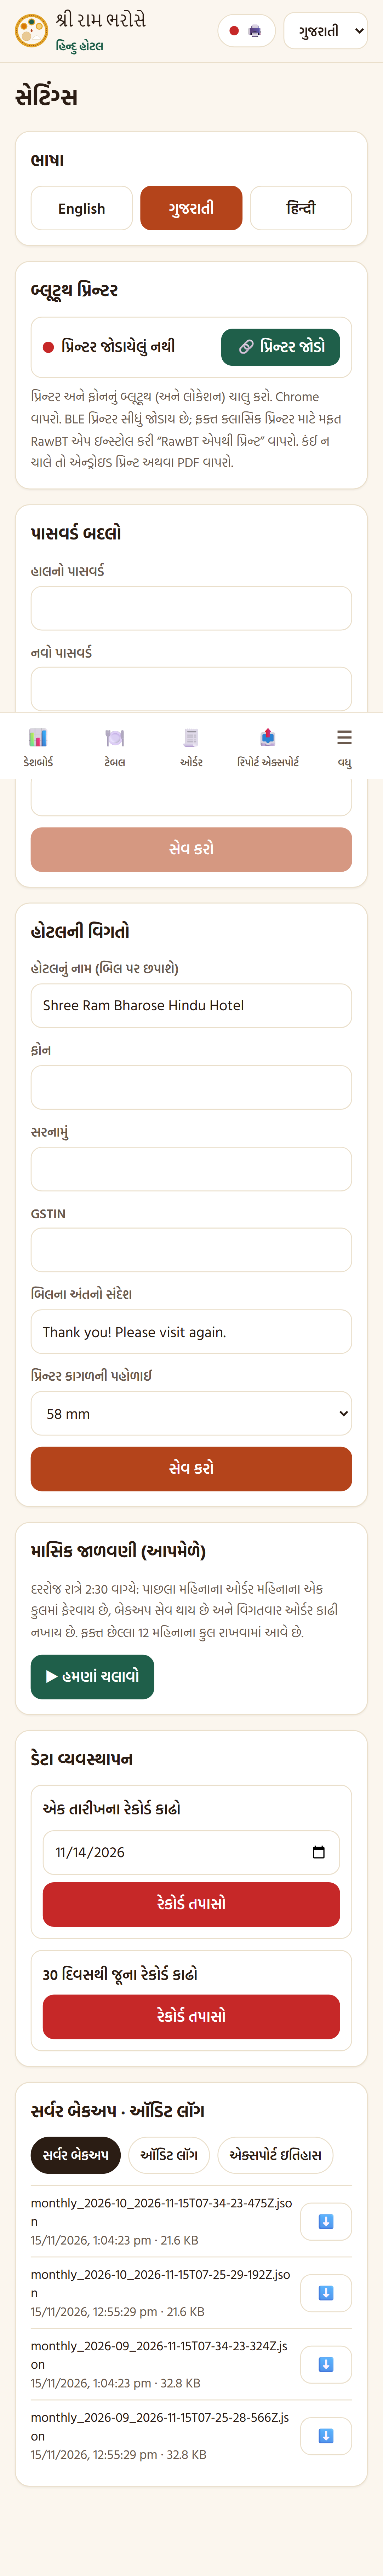 શ્રી રામ ભરોસે
હિન્દુ હોટલ
ગુજરાતી
સેટિંગ્સ
ભાષા
English
ગુજરાતી
हिन्दी
બ્લૂટૂથ પ્રિન્ટર
પ્રિન્ટર જોડાયેલું નથી
પ્રિન્ટર જોડો
પ્રિન્ટર અને ફોનનું બ્લૂટૂથ (અને લોકેશન) ચાલુ કરો. Chrome
વાપરો. BLE પ્રિન્ટર સીધું જોડાય છે; ફક્ત ક્લાસિક પ્રિન્ટર માટે મફત
RawBT એપ ઇન્સ્ટોલ કરી “RawBT એપથી પ્રિન્ટ” વાપરો. કંઈ ન
ચાલે તો એન્ડ્રોઇડ પ્રિન્ટ અથવા PDF વાપરો.
પાસવર્ડ બદલો
હાલનો પાસવર્ડ
નવો પાસવર્ડ
ડેશબોર્ડ
ટેબલ
ઓર્ડર
રિપોર્ટ એક્સપોર્ટ
વધુ
સેવ કરો
હોટલની વિગતો
હોટલનું નામ (બિલ પર છપાશે)
Shree Ram Bharose Hindu Hotel
ફોન
સરનામું
GSTIN
બિલના અંતનો સંદેશ
Thank you! Please visit again.
પ્રિન્ટર કાગળની પહોળાઈ
58 mm
સેવ કરો
માસિક જાળવણી (આપમેળે)
દરરોજ રાત્રે 2:30 વાગ્યે: પાછલા મહિનાના ઓર્ડર મહિનાના એક
કુલમાં ફેરવાય છે, બેકઅપ સેવ થાય છે અને વિગતવાર ઓર્ડર કાઢી
નખાય છે. ફક્ત છેલ્લા 12 મહિનાના કુલ રાખવામાં આવે છે.
▶ હમણાં ચલાવો
ડેટા વ્યવસ્થાપન
એક તારીખના રેકોર્ડ કાઢો
11/14/2026
રેકોર્ડ તપાસો
30 દિવસથી જૂના રેકોર્ડ કાઢો
રેકોર્ડ તપાસો
સર્વર બેકઅપ · ઑડિટ લૉગ
સર્વર બેકઅપ
ઑડિટ લૉગ
એક્સપોર્ટ ઇતિહાસ
monthly_2026-10_2026-11-15T07-34-23-475Z.jso
n
15/11/2026, 1:04:23 pm · 21.6 KB
monthly_2026-10_2026-11-15T07-25-29-192Z.jso
n
15/11/2026, 12:55:29 pm · 21.6 KB
monthly_2026-09_2026-11-15T07-34-23-324Z.js
on
15/11/2026, 1:04:23 pm · 32.8 KB
monthly_2026-09_2026-11-15T07-25-28-566Z.js
on
15/11/2026, 12:55:29 pm · 32.8 KB